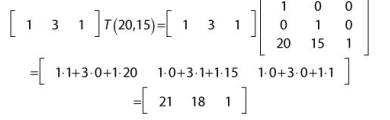 [ 1 3 1 ] T(20,15)=[ 1 3 1 ] [ 1 0 0
0 1 0
20 15 1 ]
=[ 1·1+3·0+1·20 1·0+3·1+1·15 1·0+3·0+1·1 ]
=[ 21 18 1 ]